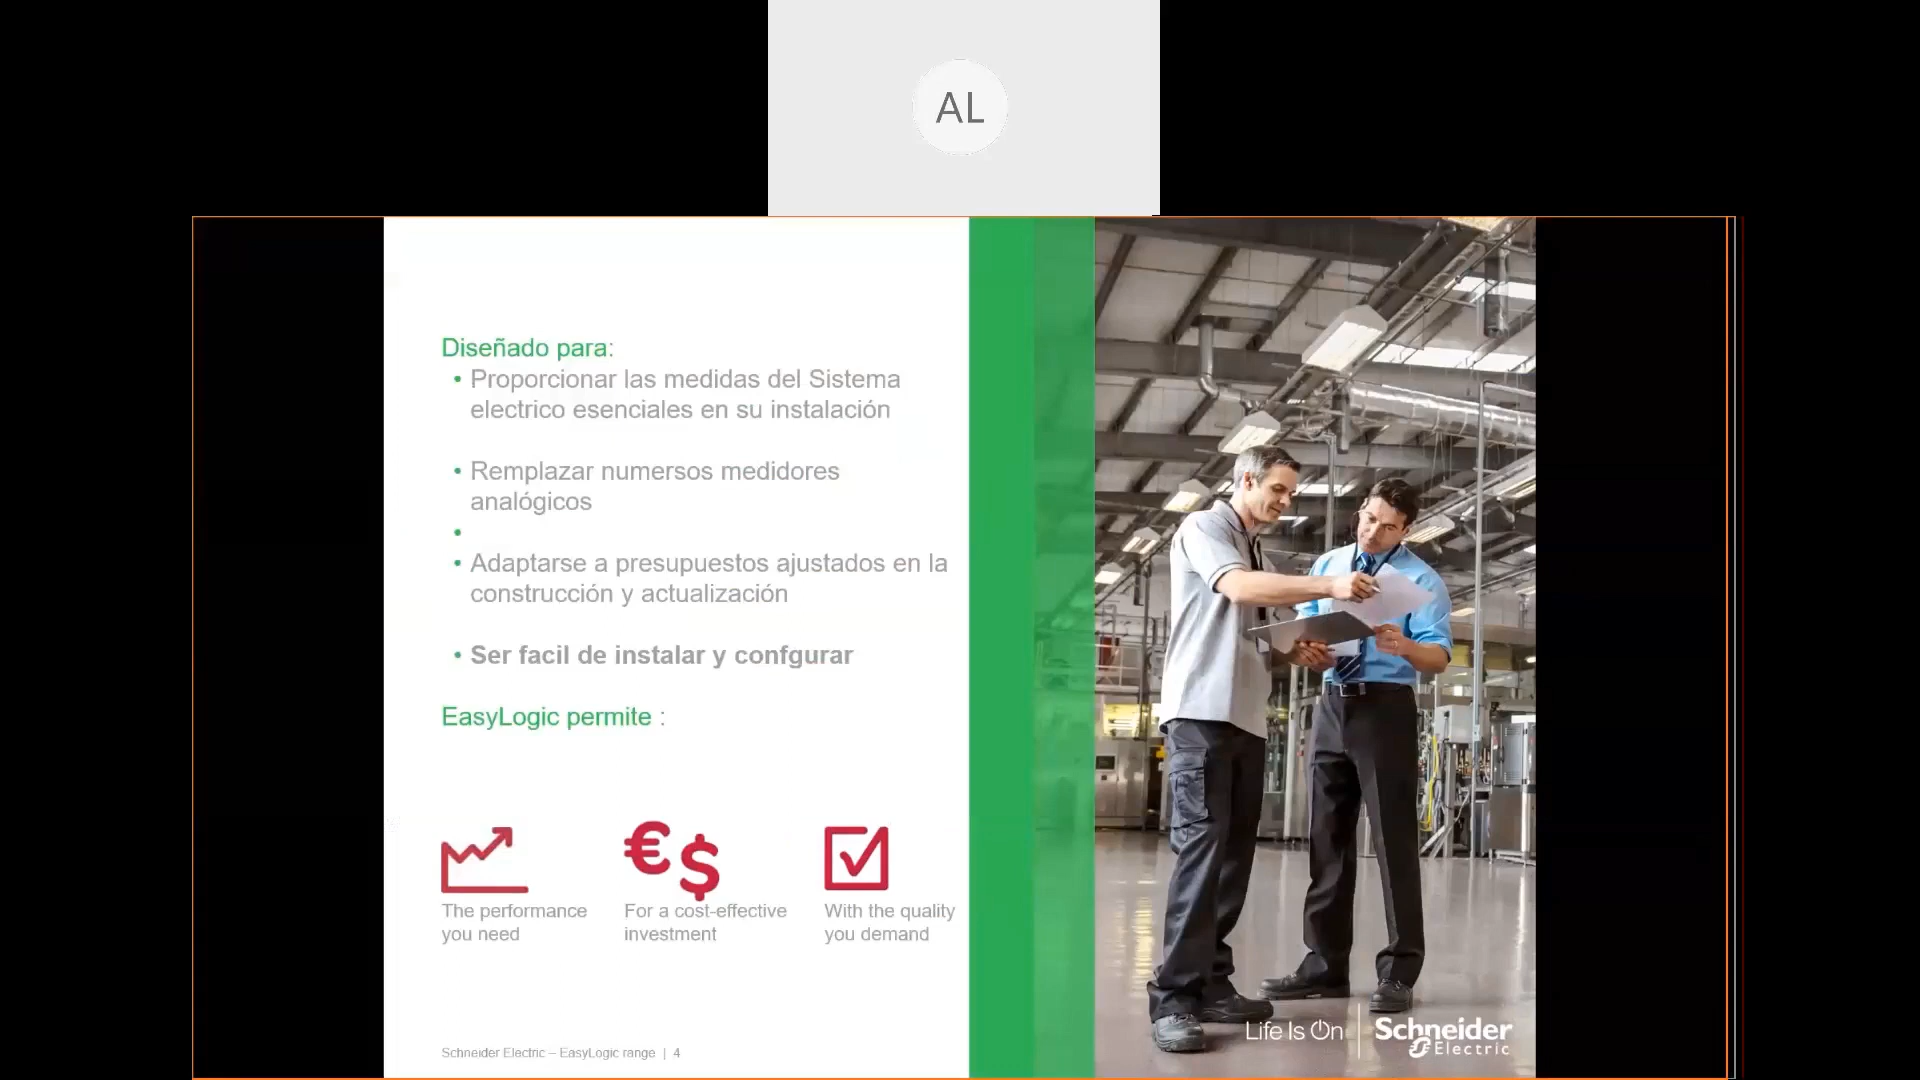 AL
Diseñado para:
• Proporcionar las medidas del Sistema
electrico esenciales en su instalación
• Remplazar numersos medidores
analógicos
•
• Adaptarse a presupuestos ajustados en la
construcción y actualización
• Ser facil de instalar y confgurar
EasyLogic permite :
€ $
The performance
you need
For a cost-effective
investment
With the quality
you demand
Schneider Electric – EasyLogic range | 4
Life Is On
Schneider
Electric